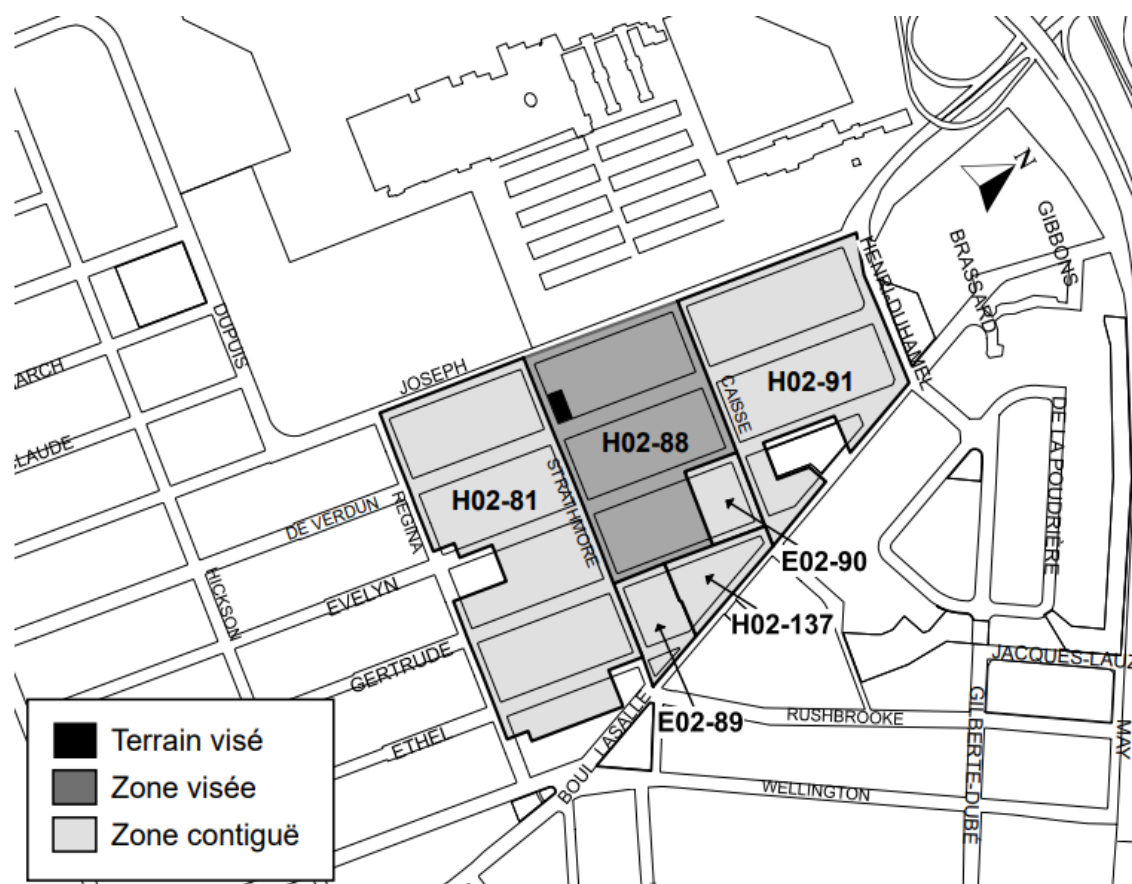 N
GIBBONS
BRASSARD
HENRI-DUHAMEL
DUPUIS
JOSEPH
ARCH
CLAUDE
H02-91
CAISSE
H02-88
H02-81
STRATHMORE
REGINA
DE VERDUN
DE LA POUDRIÈRE
HICKSON
EVELYN
E02-90
H02-137
GERTRUDE
JACQUES-LAUZ
ETHEL
E02-89
RUSHBROOKE
BOUL LASALLE
GILBERTE-DUBÉ
MAY
WELLINGTON
Terrain visé
Zone visée
Zone contiguë